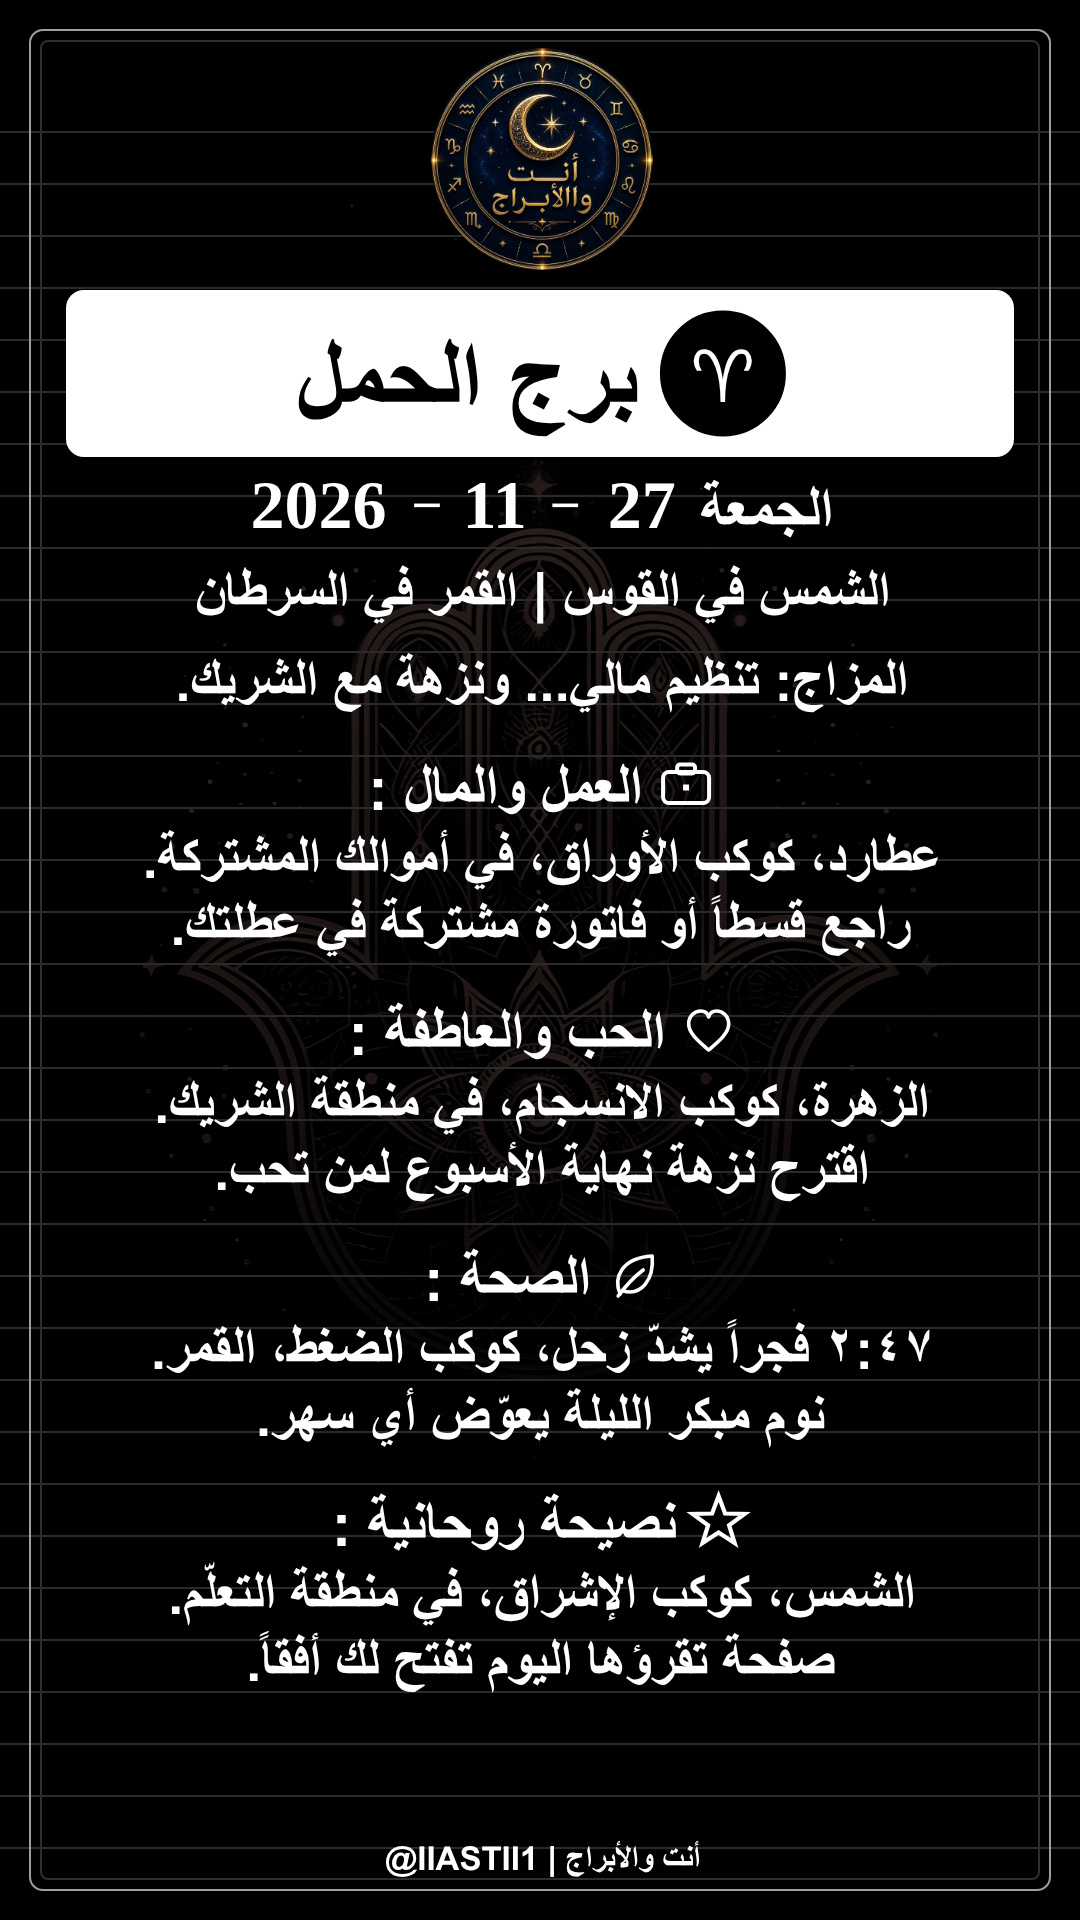 أنت
واالأبراج
برج الحمل
الجمعة 27 – 11 – 2026
الشمس في القوس | القمر في السرطان
المزاج: تنظيم مالي... ونزهة مع الشريك.
العمل والمال :
عطارد، كوكب الأوراق، في أموالك المشتركة.
راجع قسطاً أو فاتورة مشتركة في عطلتك.
الحب والعاطفة :
الزهرة، كوكب الانسجام، في منطقة الشريك.
اقترح نزهة نهاية الأسبوع لمن تحب.
الصحة :
٢:٤٧ فجراً يشدّ زحل، كوكب الضغط، القمر.
نوم مبكر الليلة يعوّض أي سهر.
نصيحة روحانية :
الشمس، كوكب الإشراق، في منطقة التعلّم.
صفحة تقرؤها اليوم تفتح لك أفقاً.
أنت والأبراج | @IIASTII1